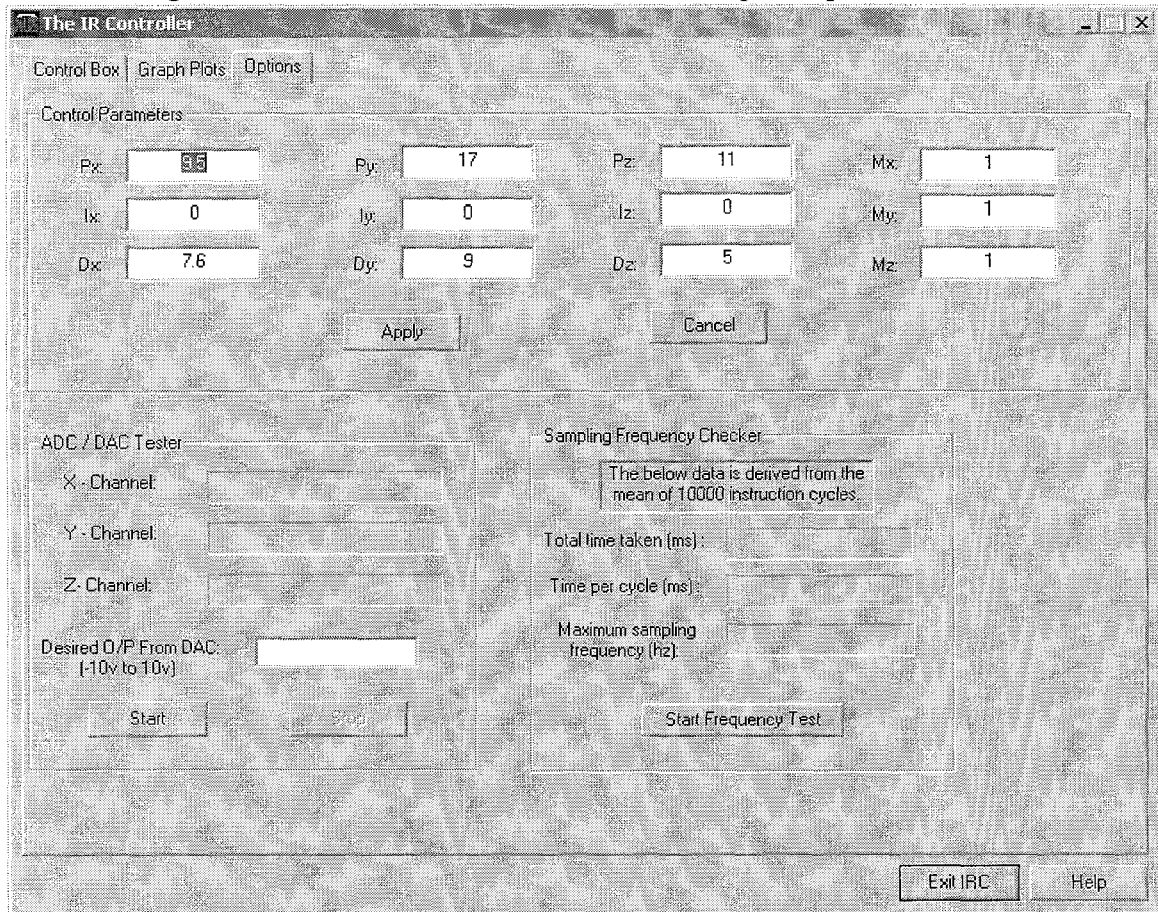 The IR Controller
Control Box Graph Plots Options
Control Parameters
Px: 9.5 Py: 17 Pz: 11 Mx: 1
Ix: 0 Iy: 0 Iz: 0 My: 1
Dx: 7.6 Dy: 9 Dz: 5 Mz: 1
Apply Cancel
ADC / DAC Tester
X - Channel:
Y - Channel:
Z- Channel:
Desired O/P From DAC:
(-10v to 10v)
Start Stop
Sampling Frequency Checker
The below data is derived from the
mean of 10000 instruction cycles.
Total time taken (ms) :
Time per cycle (ms) :
Maximum sampling
frequency (hz):
Start Frequency Test
Exit IRC Help